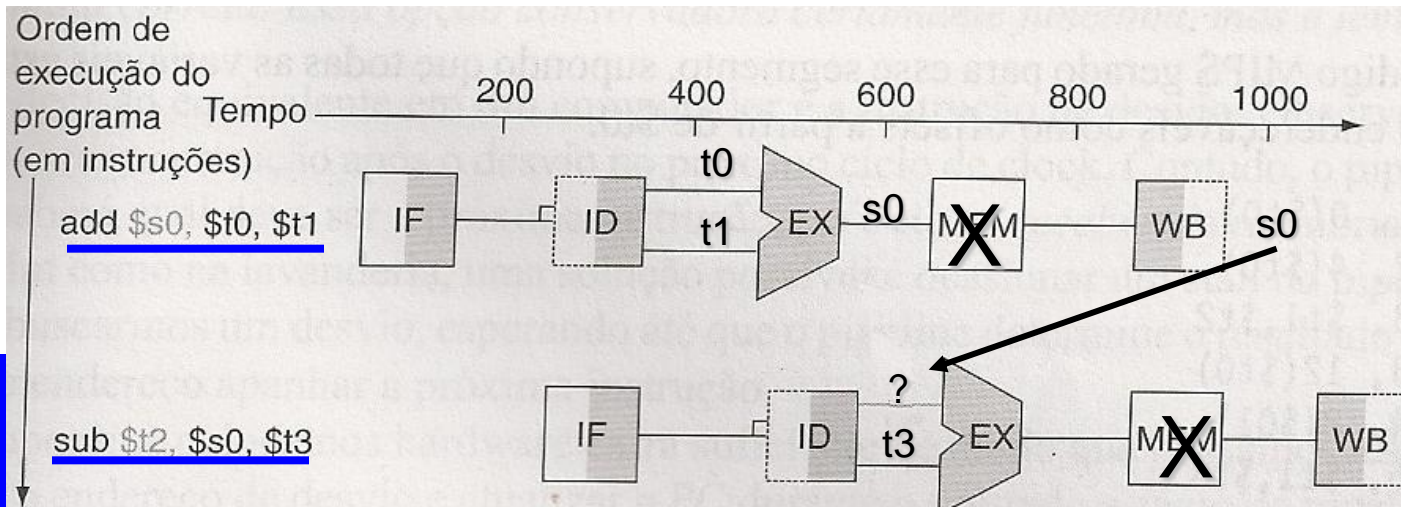 Ordem de
execução do
programa
(em instruções)
Tempo 200 400 600 800 1000
add $s0, $t0, $t1
IF ID t0 t1 EX s0 MEM WB s0
sub $t2, $s0, $t3
IF ID ? t3 EX MEM WB